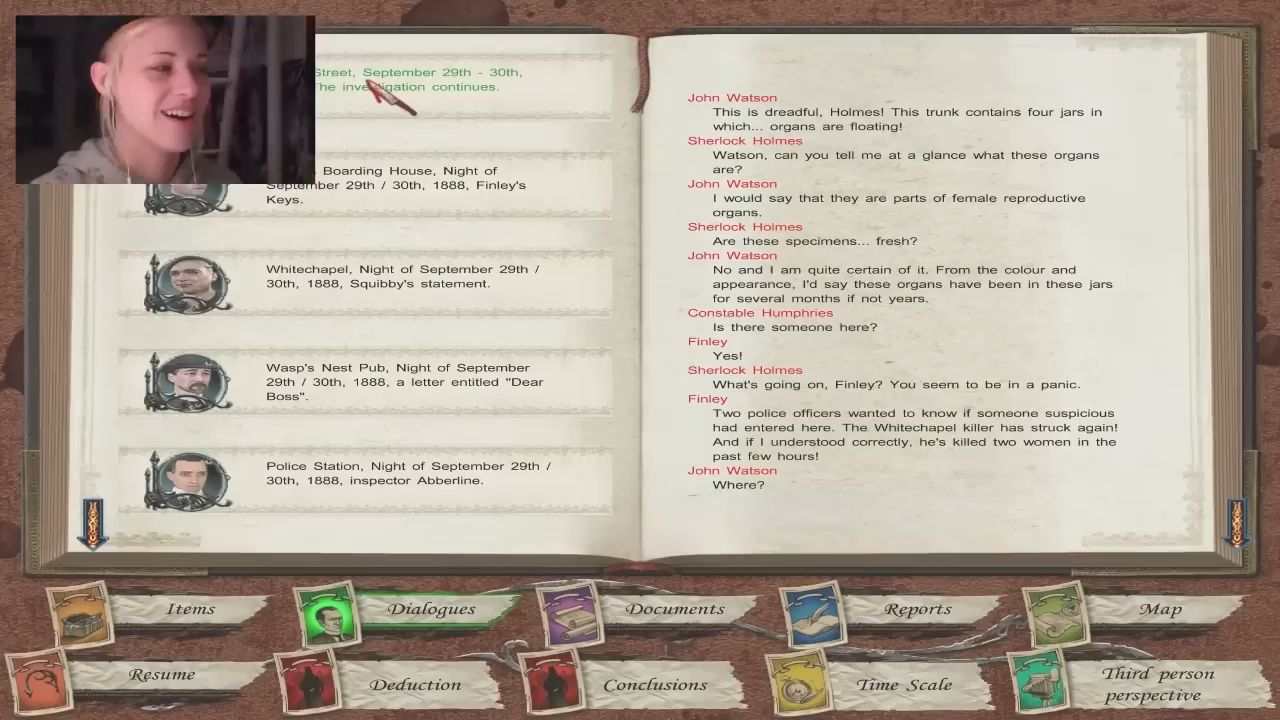 Street, September 29th - 30th,
The investigation continues.
Boarding House, Night of
September 29th / 30th, 1888, Finley's
Keys.
Whitechapel, Night of September 29th /
30th, 1888, Squibby's statement.
Wasp's Nest Pub, Night of September
29th / 30th, 1888, a letter entitled "Dear
Boss".
Police Station, Night of September 29th /
30th, 1888, inspector Abberline.
John Watson
This is dreadful, Holmes! This trunk contains four jars in
which... organs are floating!
Sherlock Holmes
Watson, can you tell me at a glance what these organs
are?
John Watson
I would say that they are parts of female reproductive
organs.
Sherlock Holmes
Are these specimens... fresh?
John Watson
No and I am quite certain of it. From the colour and
appearance, I'd say these organs have been in these jars
for several months if not years.
Constable Humphries
Is there someone here?
Finley
Yes!
Sherlock Holmes
What's going on, Finley? You seem to be in a panic.
Finley
Two police officers wanted to know if someone suspicious
had entered here. The Whitechapel killer has struck again!
And if I understood correctly, he's killed two women in the
past few hours!
John Watson
Where?
Items
Dialogues
Documents
Reports
Map
Resume
Deduction
Conclusions
Time Scale
Third person
perspective